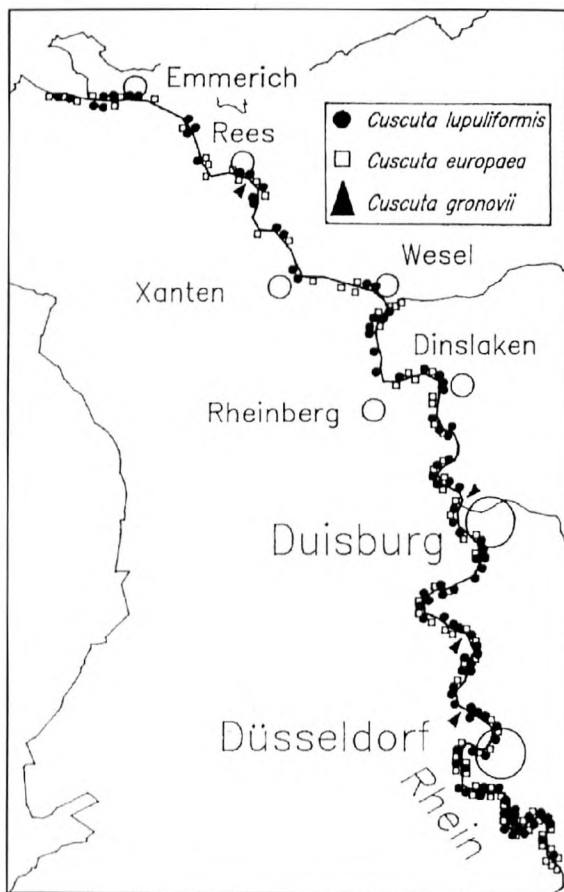 Emmerich
Rees
Cuscuta lupuliformis
Cuscuta europaea
Cuscuta gronovii
Wesel
Xanten
Dinslaken
Rheinberg
Duisburg
Düsseldorf
Rhein